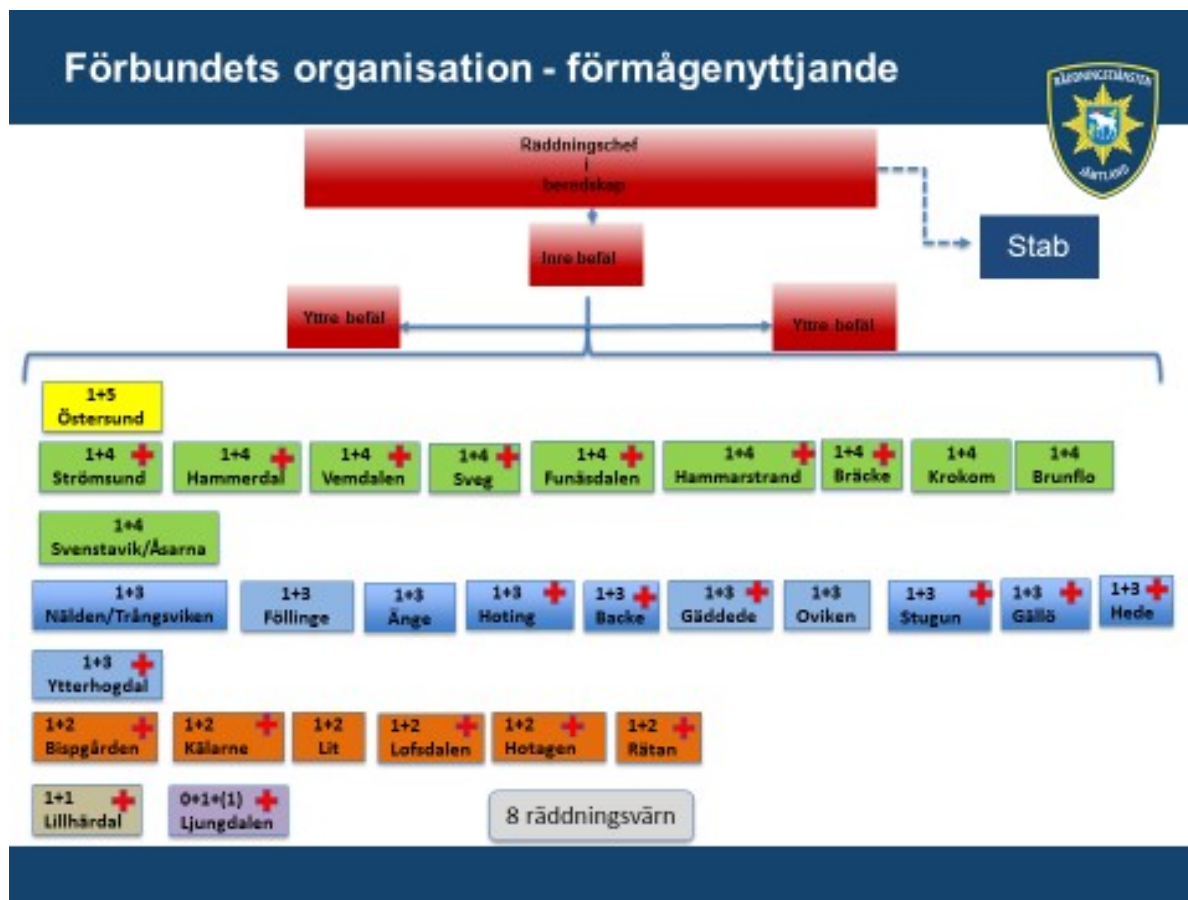 Förbundets organisation - förmågenyttjande
RÄDDNINGSTJÄNSTEN
JÄMTLAND
Räddningschef
i
beredskap
Stab
Inre befäl
Yttre befäl
Yttre befäl
1+5
Östersund
1+4
Strömsund
1+4
Hammerdal
1+4
Vemdalen
1+4
Sveg
1+4
Funäsdalen
1+4
Hammarstrand
1+4
Bräcke
1+4
Krokom
1+4
Brunflo
1+4
Svenstavik/Åsarna
1+3
Nälden/Trångsviken
1+3
Föllinge
1+3
Änge
1+3
Hoting
1+3
Backe
1+3
Gäddede
1+3
Oviken
1+3
Stugun
1+3
Gällö
1+3
Hede
1+3
Ytterhogdal
1+2
Bispgården
1+2
Kälarne
1+2
Lit
1+2
Lofsdalen
1+2
Hotagen
1+2
Rätan
1+1
Lillhärdal
0+1+(1)
Ljungdalen
8 räddningsvärn